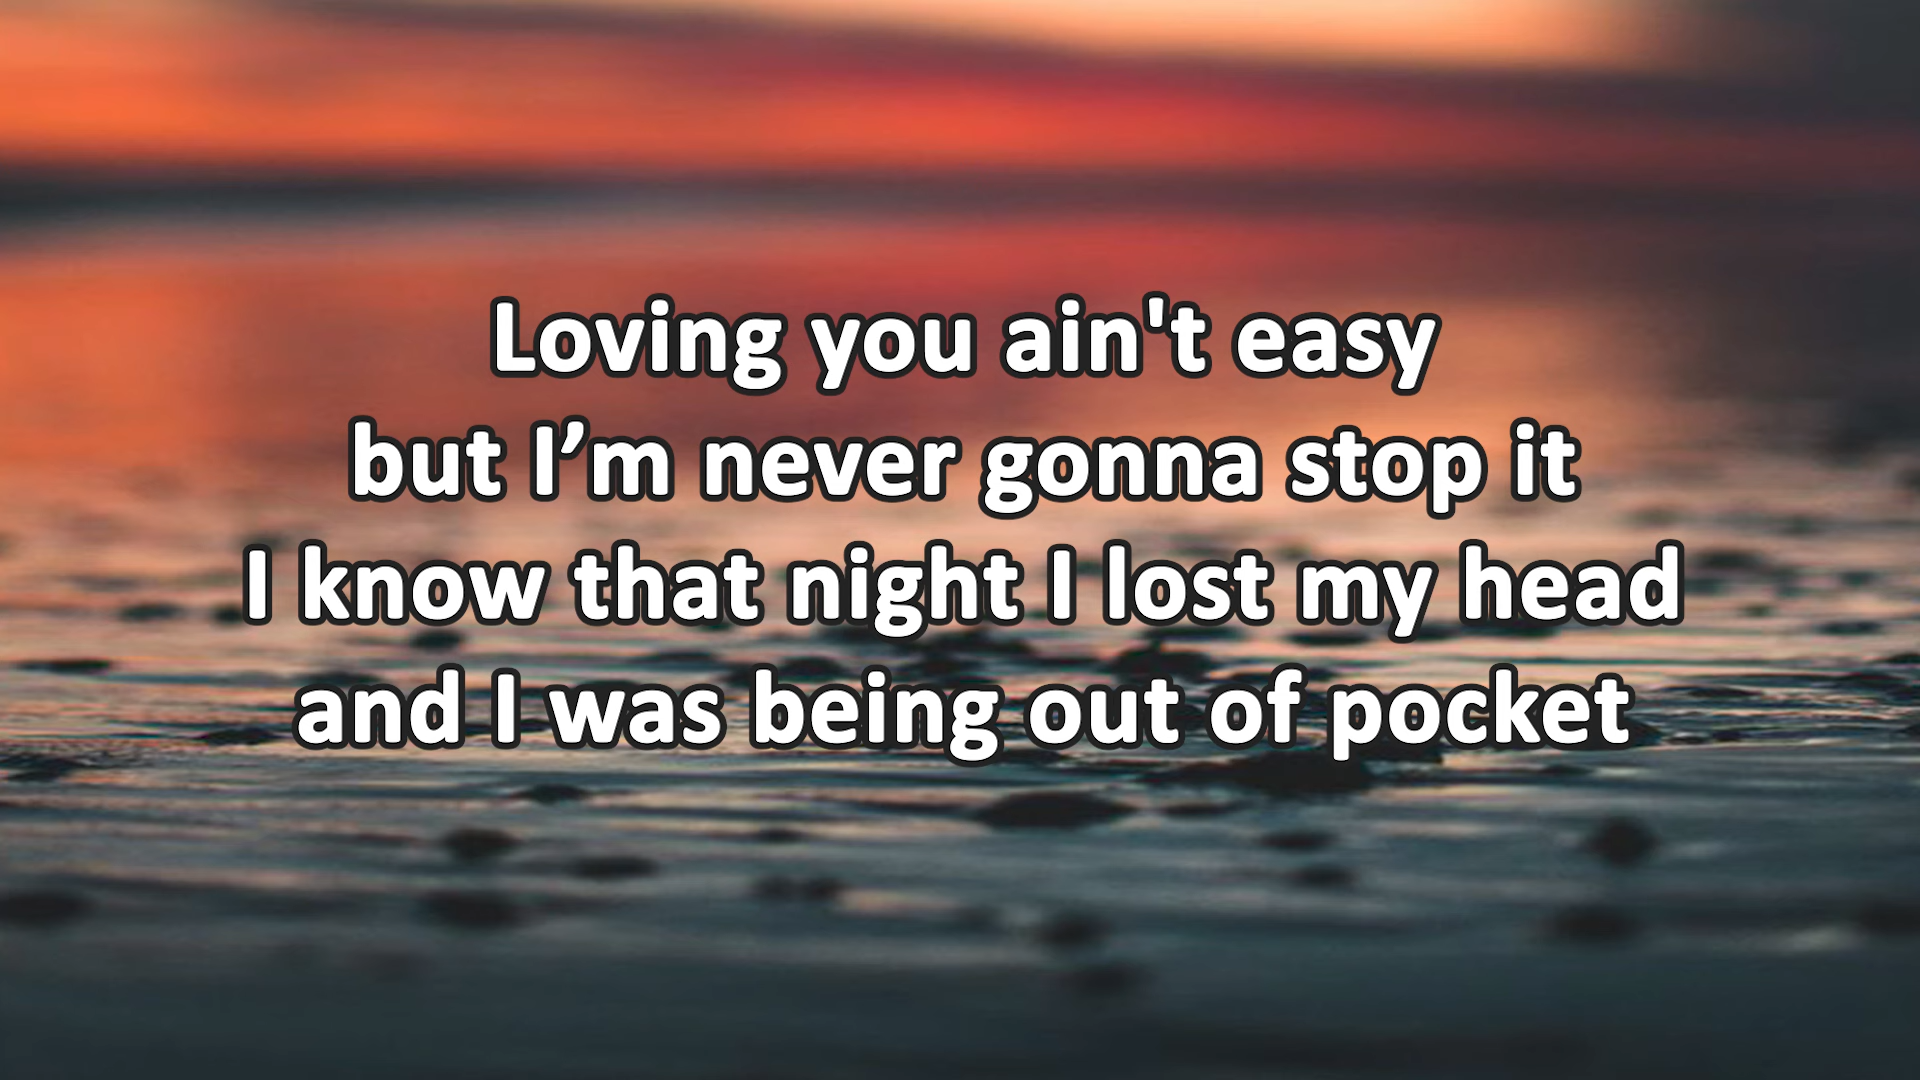 Loving you ain't easy
but I’m never gonna stop it
I know that night I lost my head
and I was being out of pocket